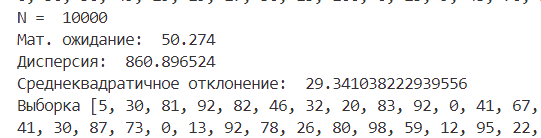 N =  10000
Мат. ожидание:  50.274
Дисперсия:  860.896524
Среднеквадратичное отклонение:  29.341038222939556
Выборка [5, 30, 81, 92, 82, 46, 32, 20, 83, 92, 0, 41, 67,
41, 30, 87, 73, 0, 13, 92, 78, 26, 80, 98, 59, 12, 95, 22,